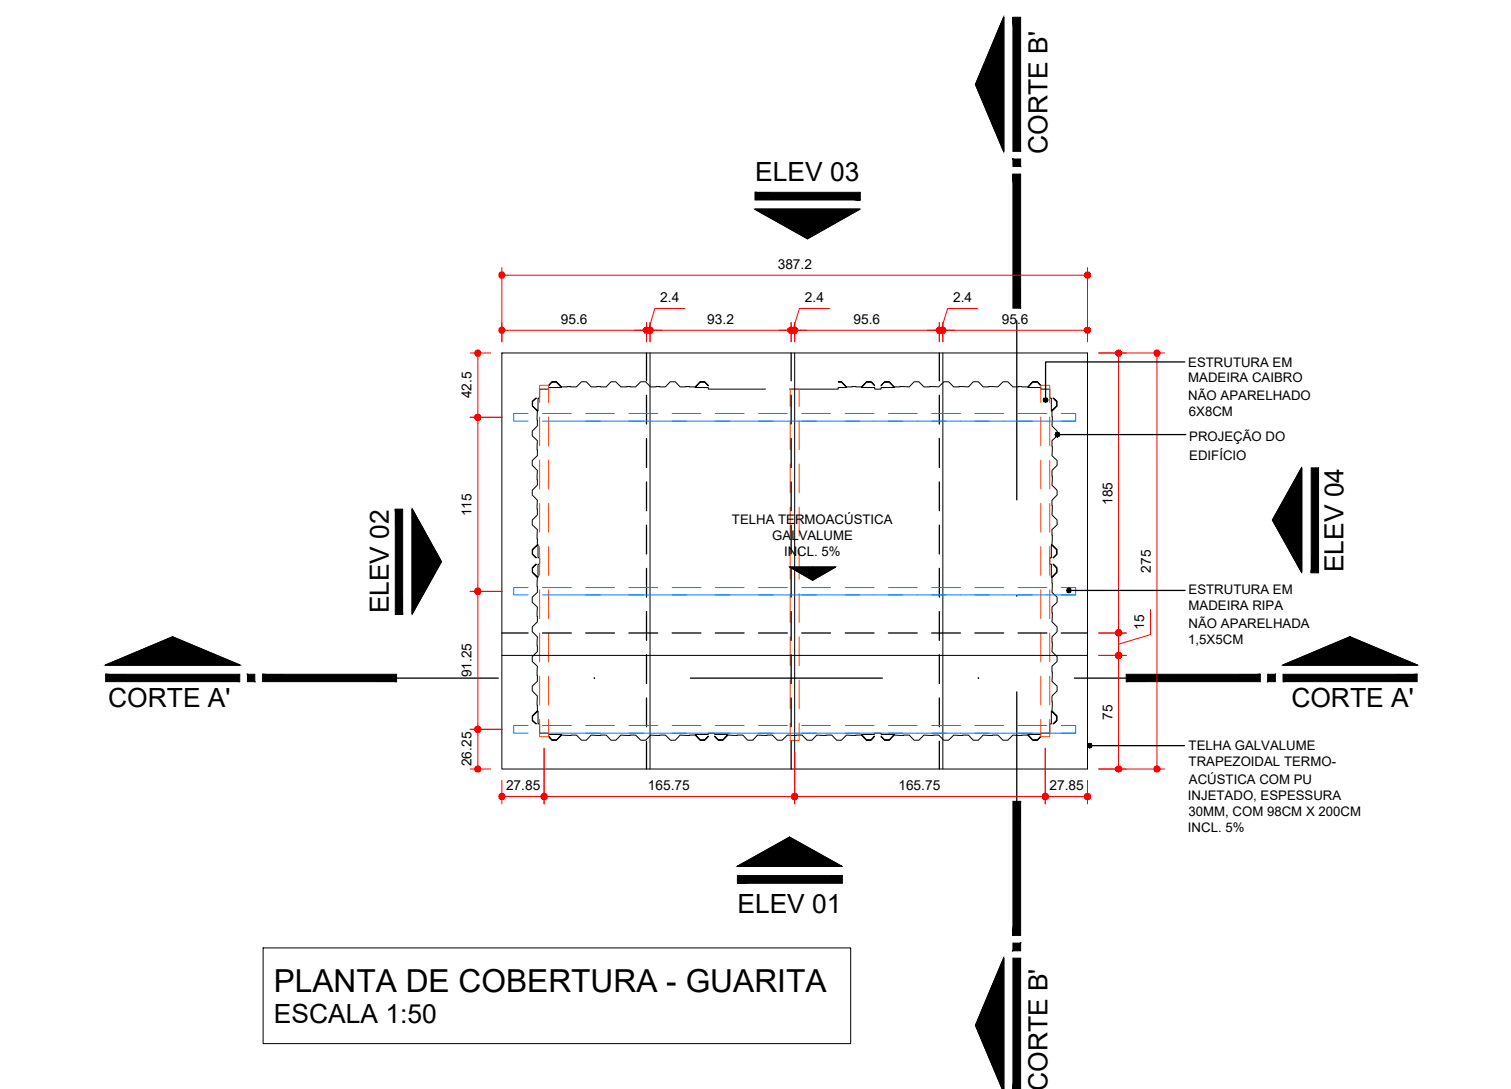 CORTE B'
ELEV 03
387.2
2.4
2.4
2.4
95.6
93.2
95.6
95.6
42.5
115
91.25
26.25
ESTRUTURA EM
MADEIRA CAIBRO
NÃO APARELHADO
6X8CM
PROJEÇÃO DO
EDIFÍCIO
185
275
15
75
ELEV 02
ELEV 04
TELHA TERMOACÚSTICA
GALVALUME
INCL. 5%
ESTRUTURA EM
MADEIRA RIPA
NÃO APARELHADA
1,5X5CM
CORTE A'
CORTE A'
TELHA GALVALUME
TRAPEZOIDAL TERMO-
ACÚSTICA COM PU
INJETADO, ESPESSURA
30MM, COM 98CM X 200CM
INCL. 5%
27.85
165.75
165.75
27.85
ELEV 01
PLANTA DE COBERTURA - GUARITA
ESCALA 1:50
CORTE B'